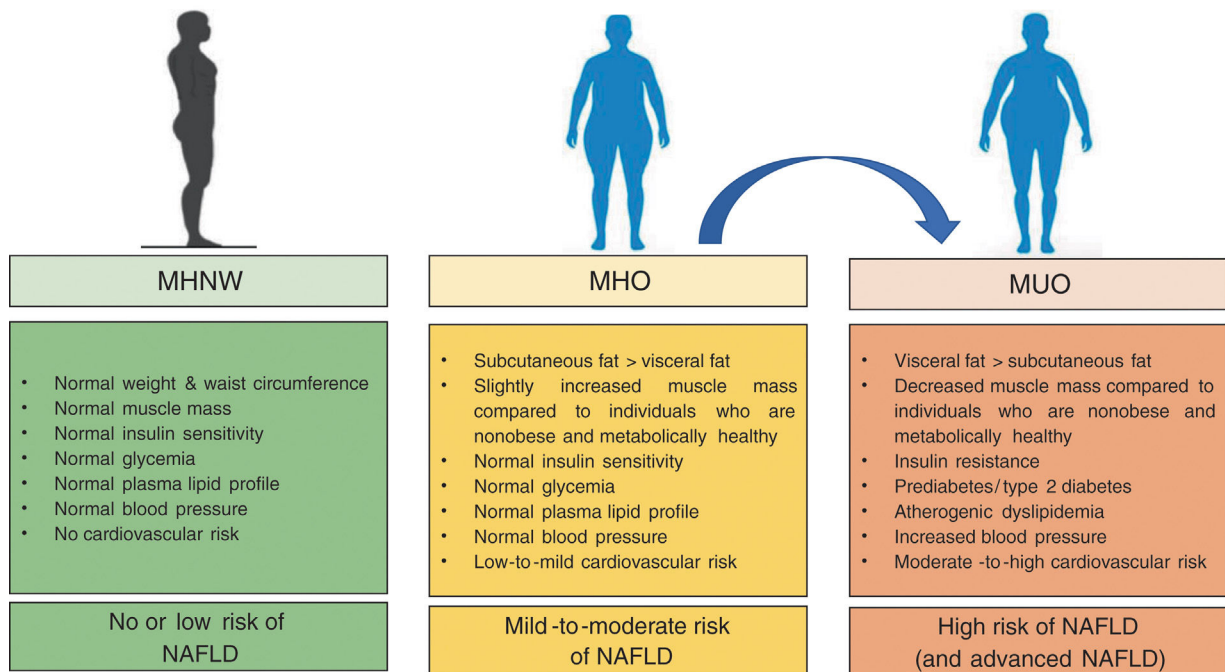 MHNW
• Normal weight & waist circumference
• Normal muscle mass
• Normal insulin sensitivity
• Normal glycemia
• Normal plasma lipid profile
• Normal blood pressure
• No cardiovascular risk
No or low risk of
NAFLD
MHO
• Subcutaneous fat > visceral fat
• Slightly increased muscle mass
compared to individuals who are
nonobese and metabolically healthy
• Normal insulin sensitivity
• Normal glycemia
• Normal plasma lipid profile
• Normal blood pressure
• Low-to-mild cardiovascular risk
Mild-to-moderate risk
of NAFLD
MUO
• Visceral fat > subcutaneous fat
• Decreased muscle mass compared to
individuals who are nonobese and
metabolically healthy
• Insulin resistance
• Prediabetes/type 2 diabetes
• Atherogenic dyslipidemia
• Increased blood pressure
• Moderate-to-high cardiovascular risk
High risk of NAFLD
(and advanced NAFLD)